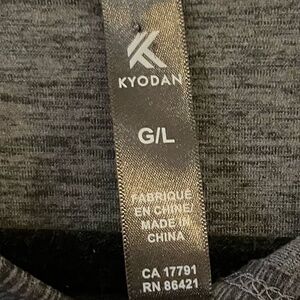 KYODAN
G/L
FABRIQUÉ
EN CHINE/
MADE IN
CHINA
CA 17791
RN 86421